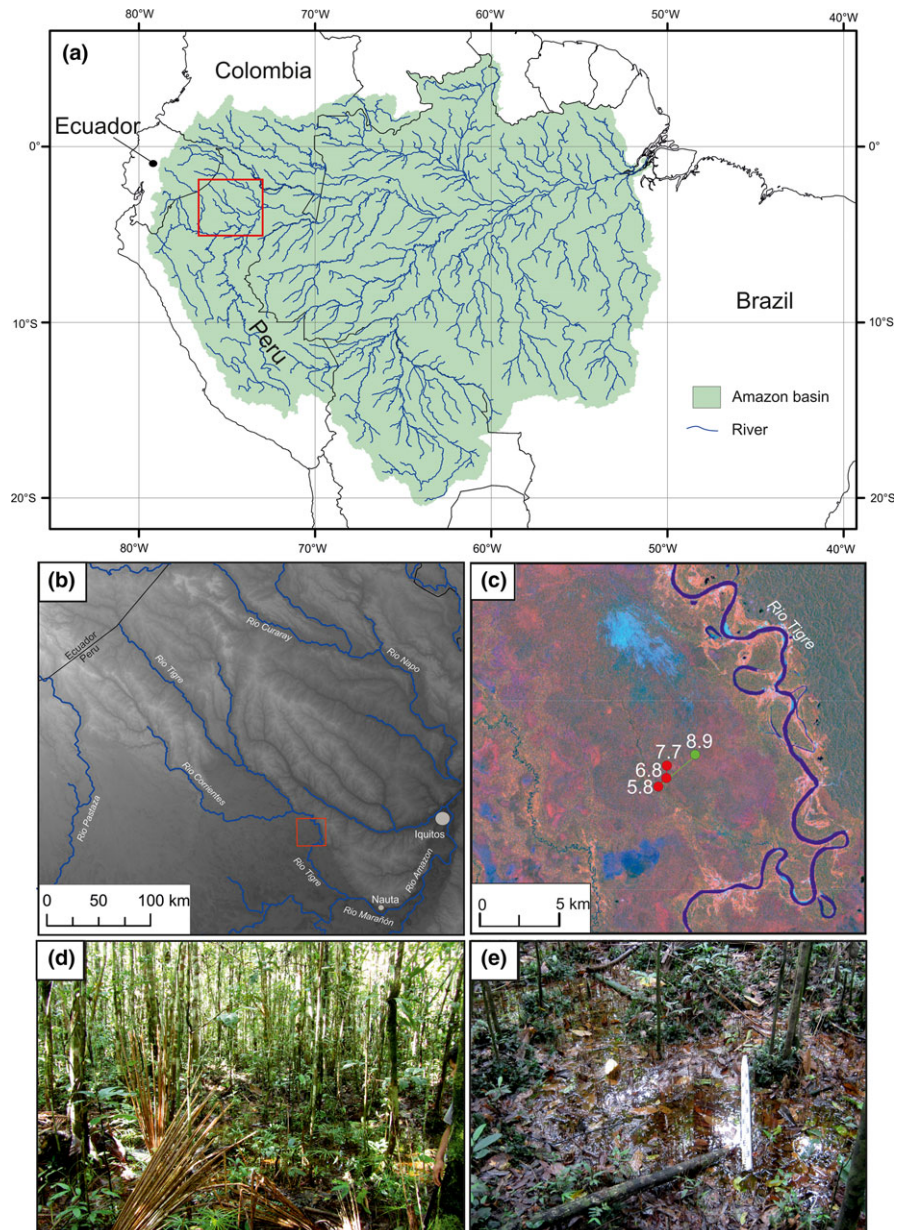 80°W 70°W 60°W 50°W 40°W
(a)
Colombia
Ecuador
0° 0°
Brazil
Peru
10°S 10°S
Amazon basin
River
20°S 20°S
80°W 70°W 60°W 50°W 40°W
(b)
Ecuador
Peru
Rio Curaray
Rio Napo
Rio Tigre
Rio Corrientes
Rio Pastaza
Iquitos
Rio Amazon
Rio Tigre
Nauta
Rio Marañón
0 50 100 km
(c)
Rio Tigre
8.9
7.7
6.8
5.8
0 5 km
(d)
(e)